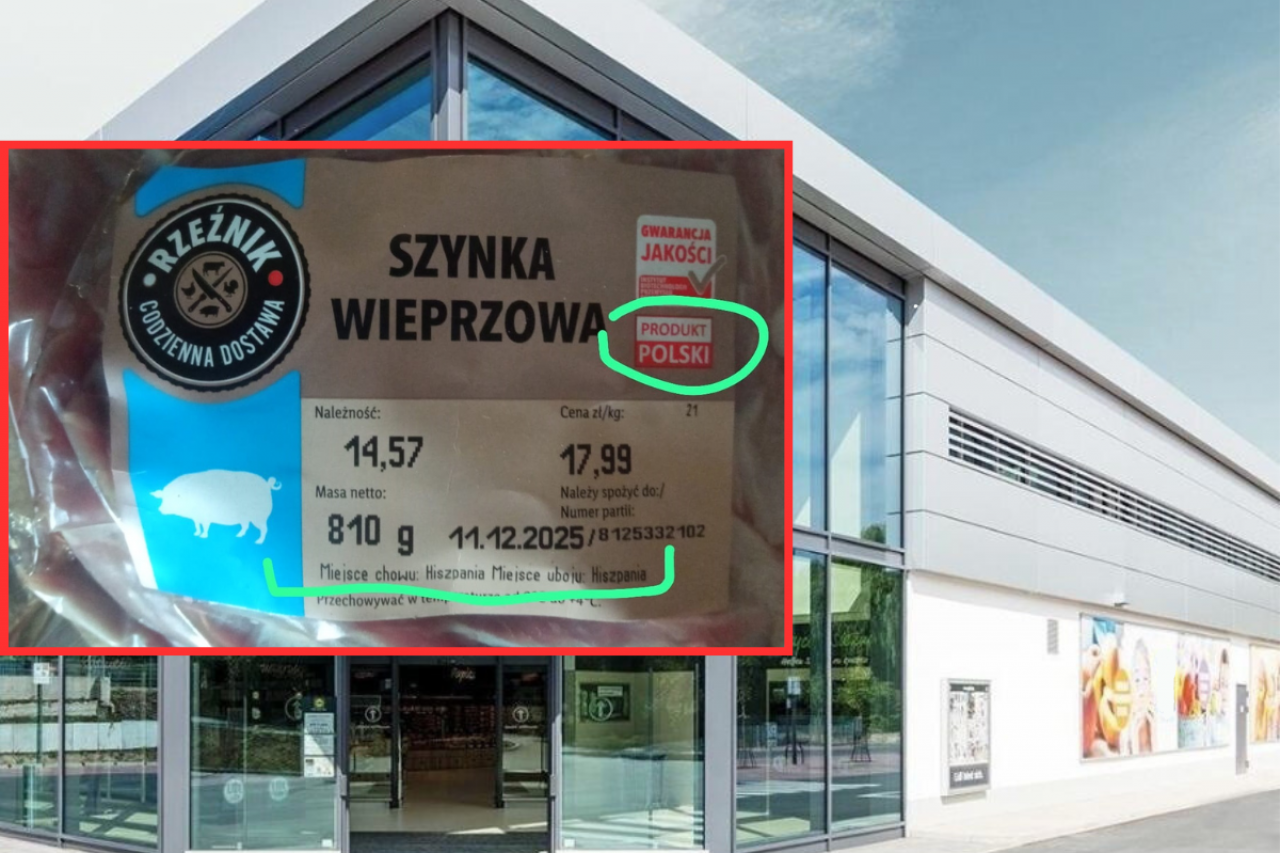 RZEŹNIK
CODZIENNA DOSTAWA
SZYNKA
WIEPRZOWA
GWARANCJA
JAKOŚCI
PRODUKT
POLSKI
Należność:
Cena zł/kg:
21
14,57
17,99
Masa netto:
Należy spożyć do:/
Numer partii:
810 g
11.12.2025/8125332102
Miejsce chowu: Hiszpania Miejsce uboju: Hiszpania
Przechowywać w